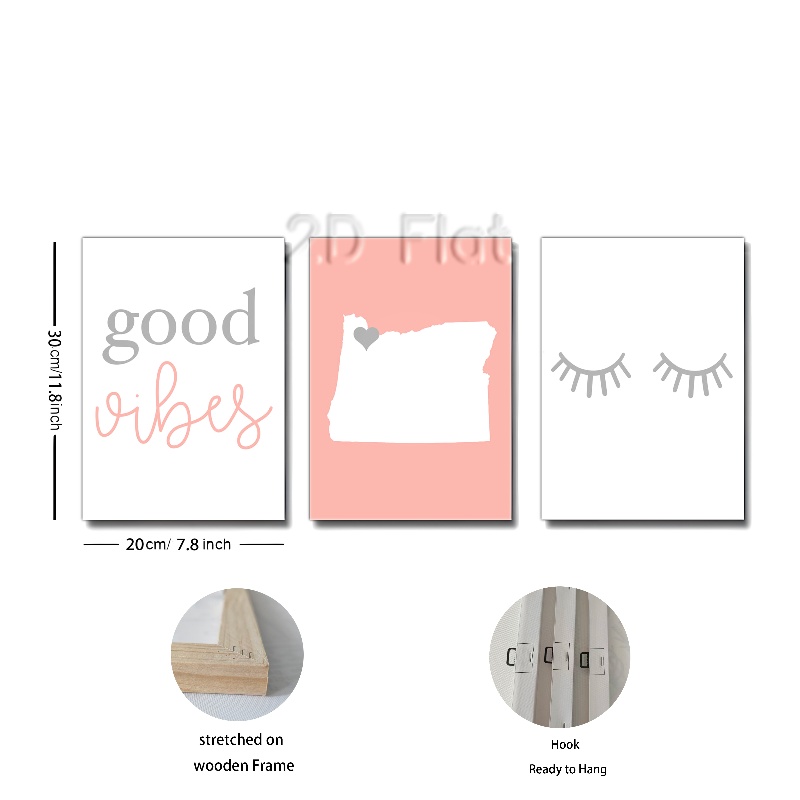 2D Flat
good
vibes
30cm/11.8inch
20cm/ 7.8 inch
stretched on
wooden Frame
Hook
Ready to Hang